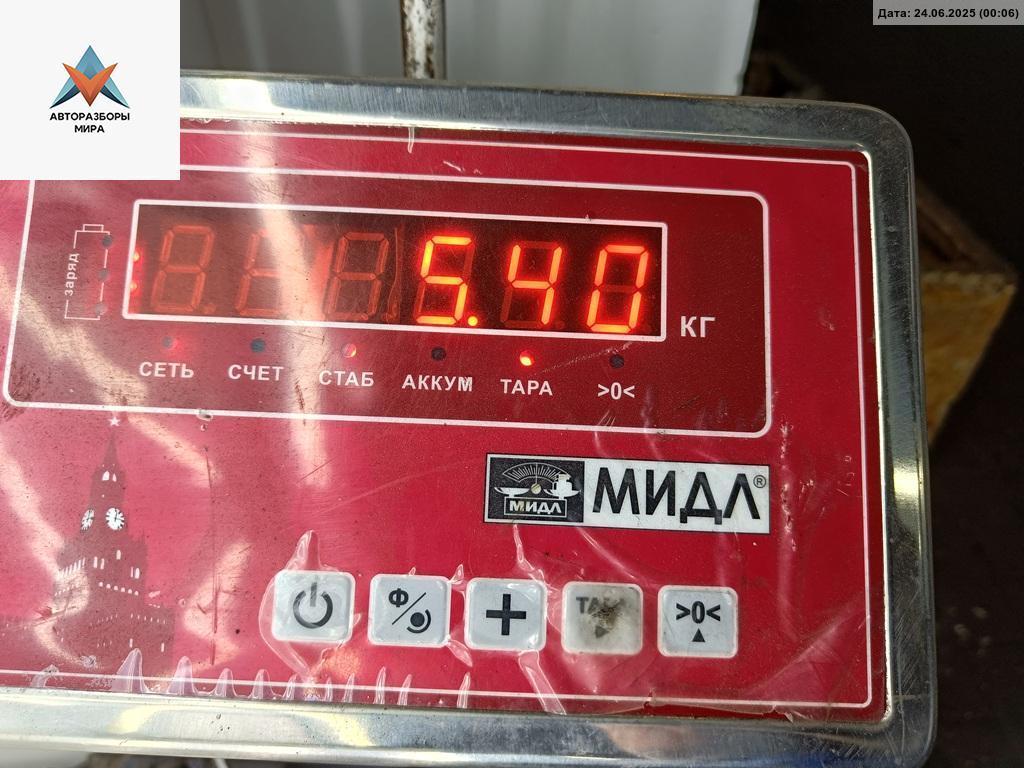 Дата: 24.06.2025 (00:06)
АВТОРАЗБОРЫ
МИРА
заряд
5.40
КГ
СЕТЬ СЧЕТ СТАБ АККУМ ТАРА >0<
МИДЛ МИДЛ®
Ф >0<